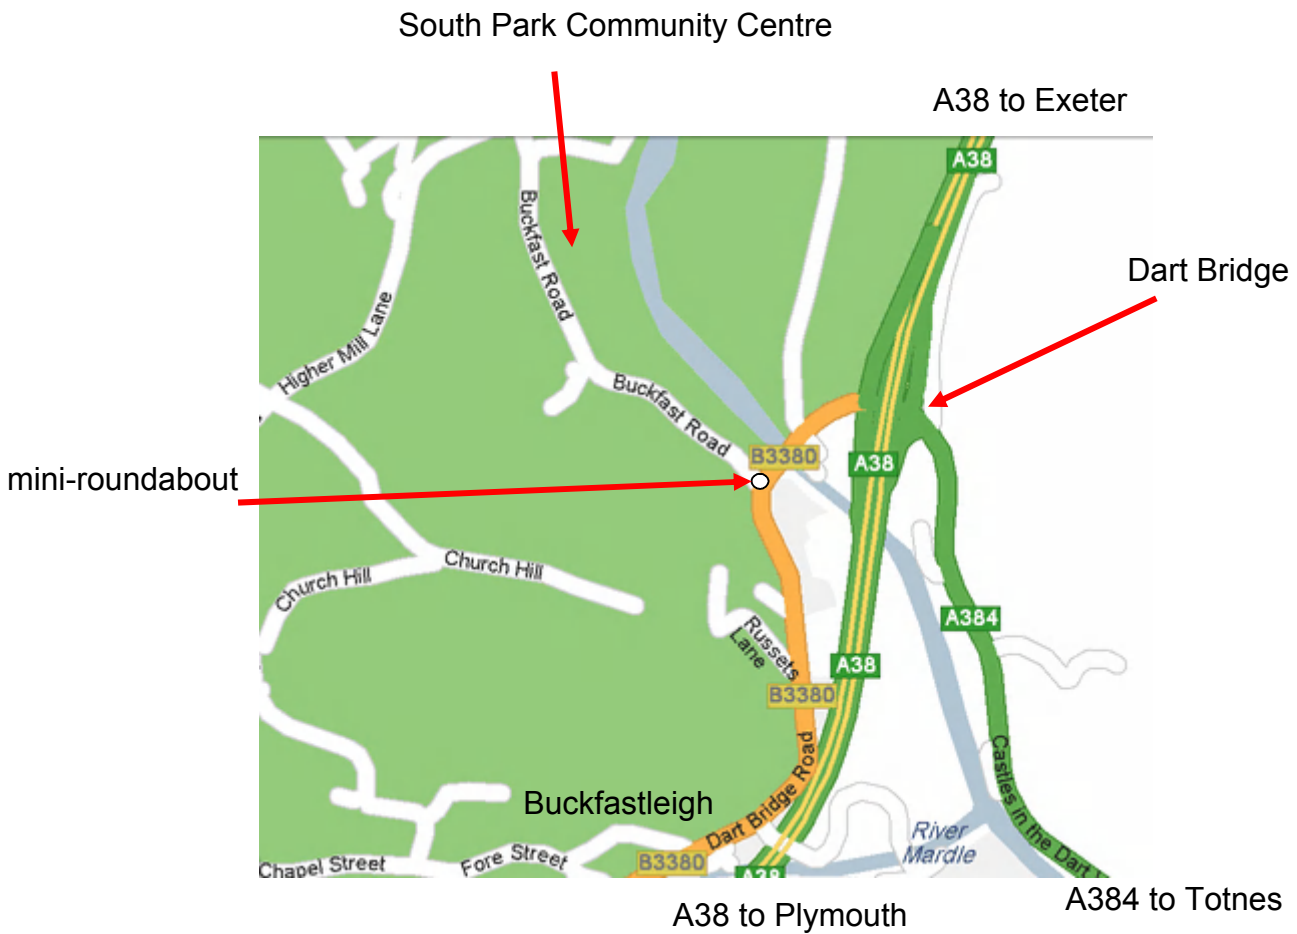 South Park Community Centre
A38 to Exeter
A38
Buckfast Road
Dart Bridge
Higher Mill Lane
Buckfast Road
B3380
A38
mini-roundabout
Church Hill
Church Hill
A384
Russets
Lane
A38
B3380
Castles in the Dart
Dart Bridge Road
Buckfastleigh
River
Mardle
Chapel Street
Fore Street
B3380
A38
A384 to Totnes
A38 to Plymouth